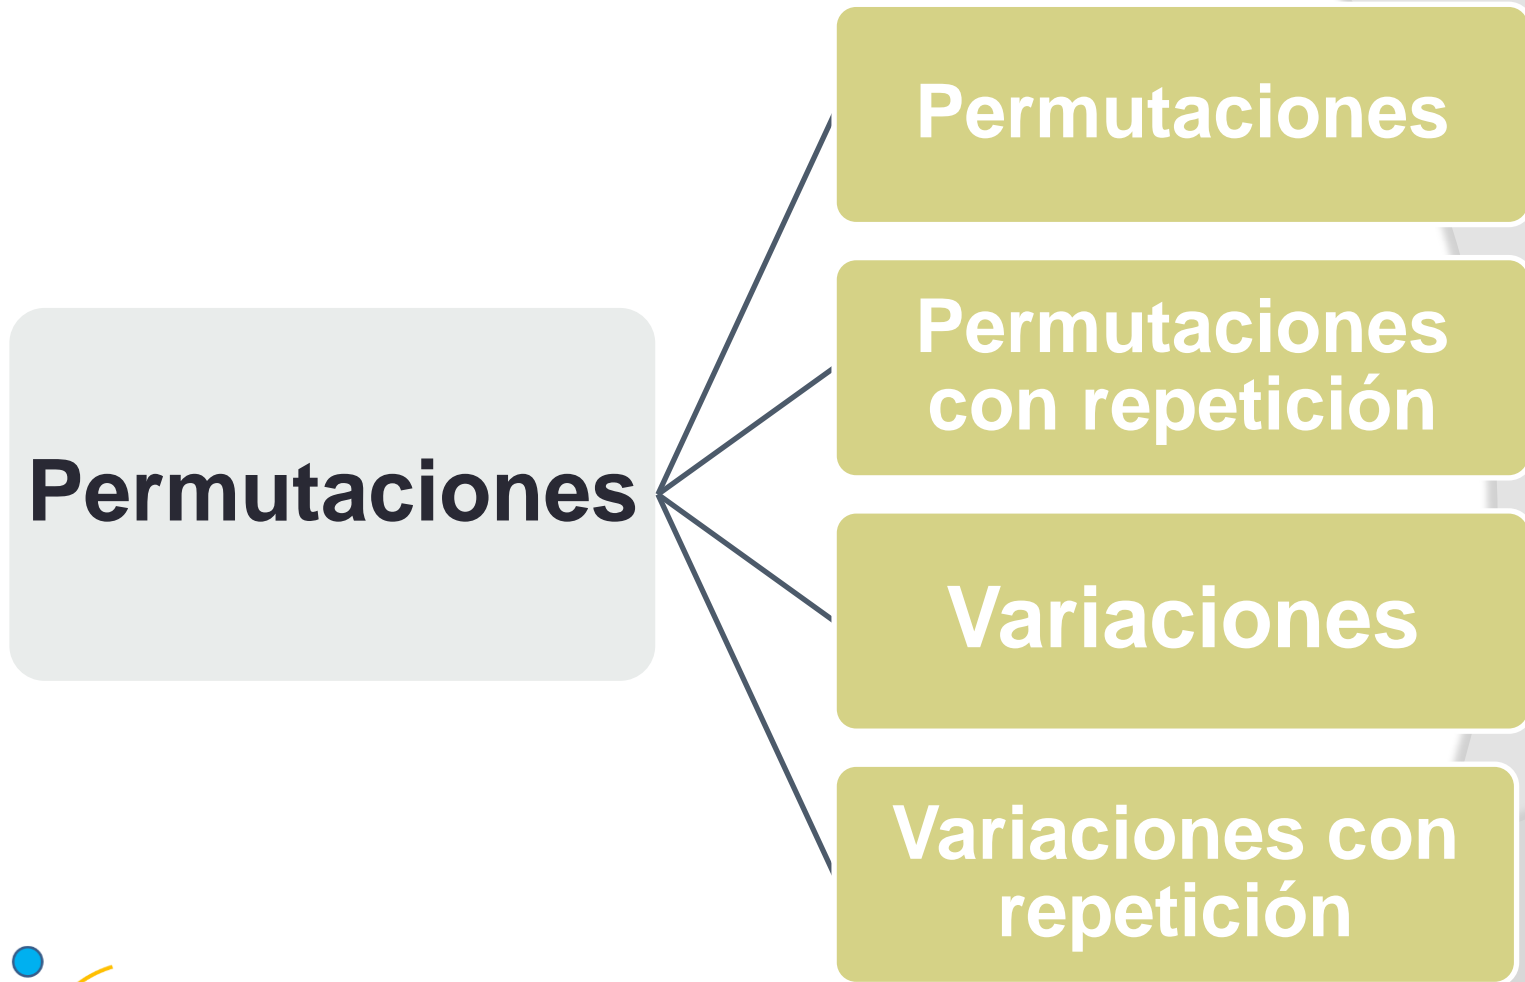 Permutaciones
Permutaciones
Permutaciones
con repetición
Variaciones
Variaciones con
repetición